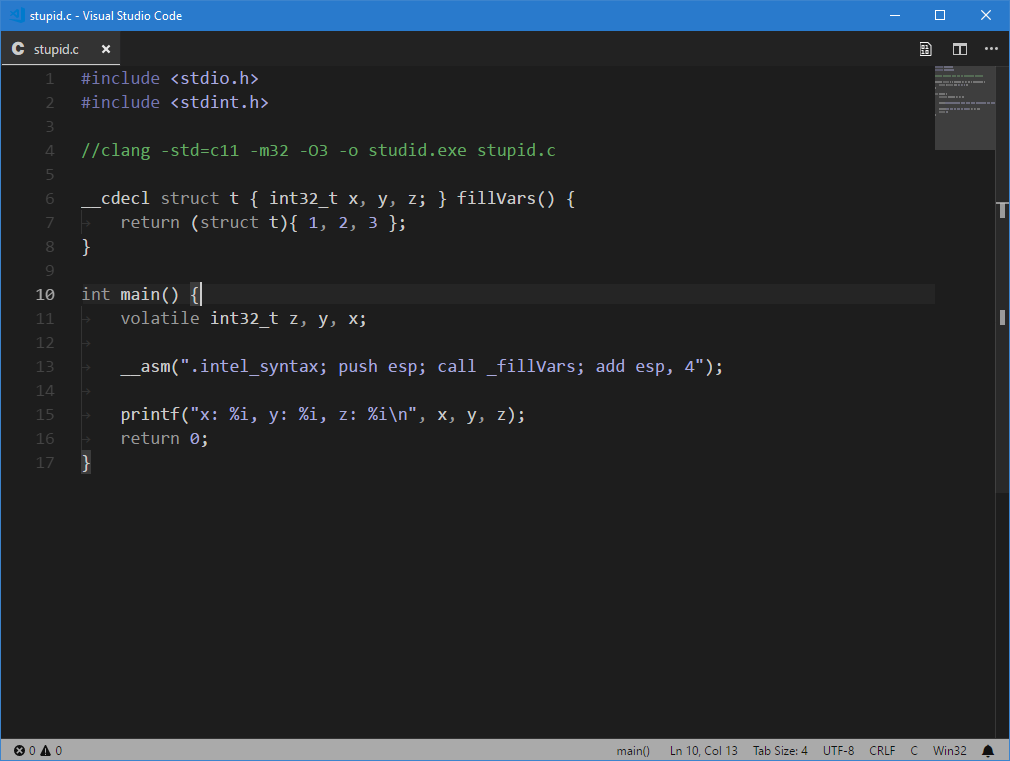 stupid.c - Visual Studio Code
C stupid.c ×
1 #include <stdio.h>
2 #include <stdint.h>
3
4 //clang -std=c11 -m32 -O3 -o studid.exe stupid.c
5
6 __cdecl struct t { int32_t x, y, z; } fillVars() {
7 return (struct t){ 1, 2, 3 };
8 }
9
10 int main() {
11 volatile int32_t z, y, x;
12
13 __asm(".intel_syntax; push esp; call _fillVars; add esp, 4");
14
15 printf("x: %i, y: %i, z: %i\n", x, y, z);
16 return 0;
17 }
0 0 main() Ln 10, Col 13 Tab Size: 4 UTF-8 CRLF C Win32